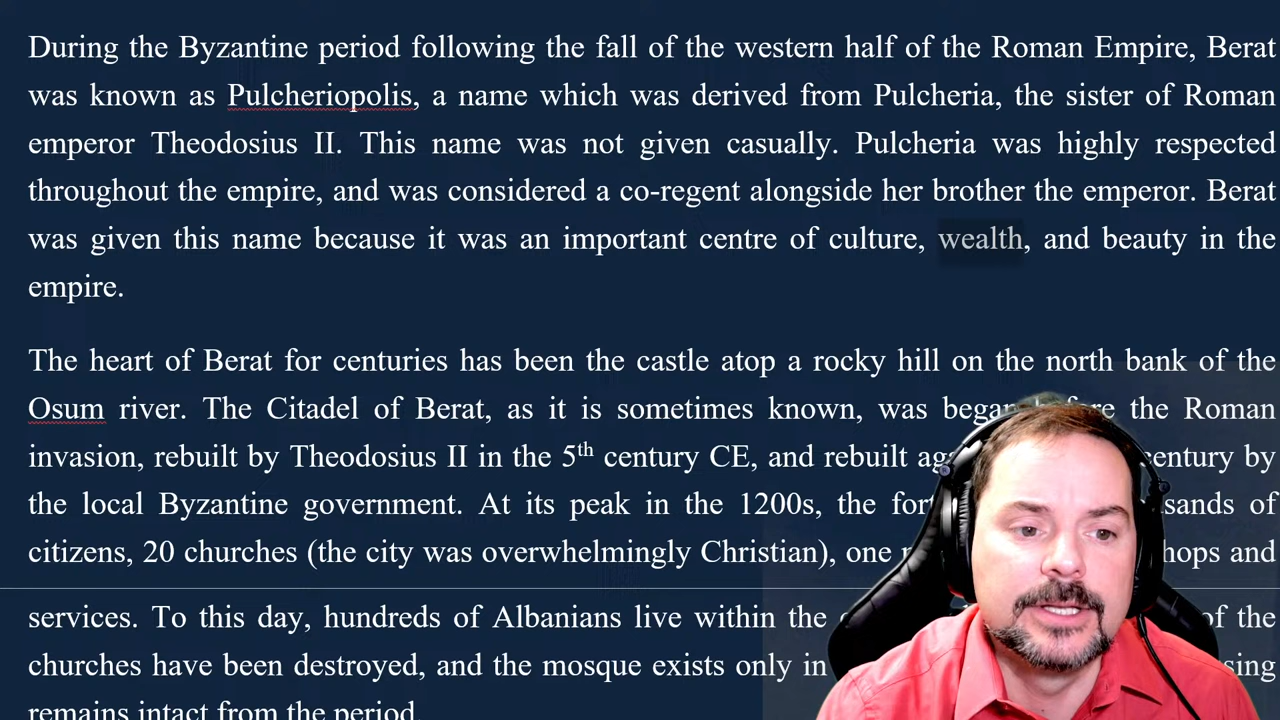 During the Byzantine period following the fall of the western half of the Roman Empire, Berat
was known as Pulcheriopolis, a name which was derived from Pulcheria, the sister of Roman
emperor Theodosius II. This name was not given casually. Pulcheria was highly respected
throughout the empire, and was considered a co-regent alongside her brother the emperor. Berat
was given this name because it was an important centre of culture, wealth, and beauty in the
empire.
The heart of Berat for centuries has been the castle atop a rocky hill on the north bank of the
Osum river. The Citadel of Berat, as it is sometimes known, was began before the Roman
invasion, rebuilt by Theodosius II in the 5th century CE, and rebuilt century by
the local Byzantine government. At its peak in the 1200s, the of
citizens, 20 churches (the city was overwhelmingly Christian), one and
services. To this day, hundreds of Albanians live within the of the
churches have been destroyed, and the mosque exists only in
remains intact from the period.